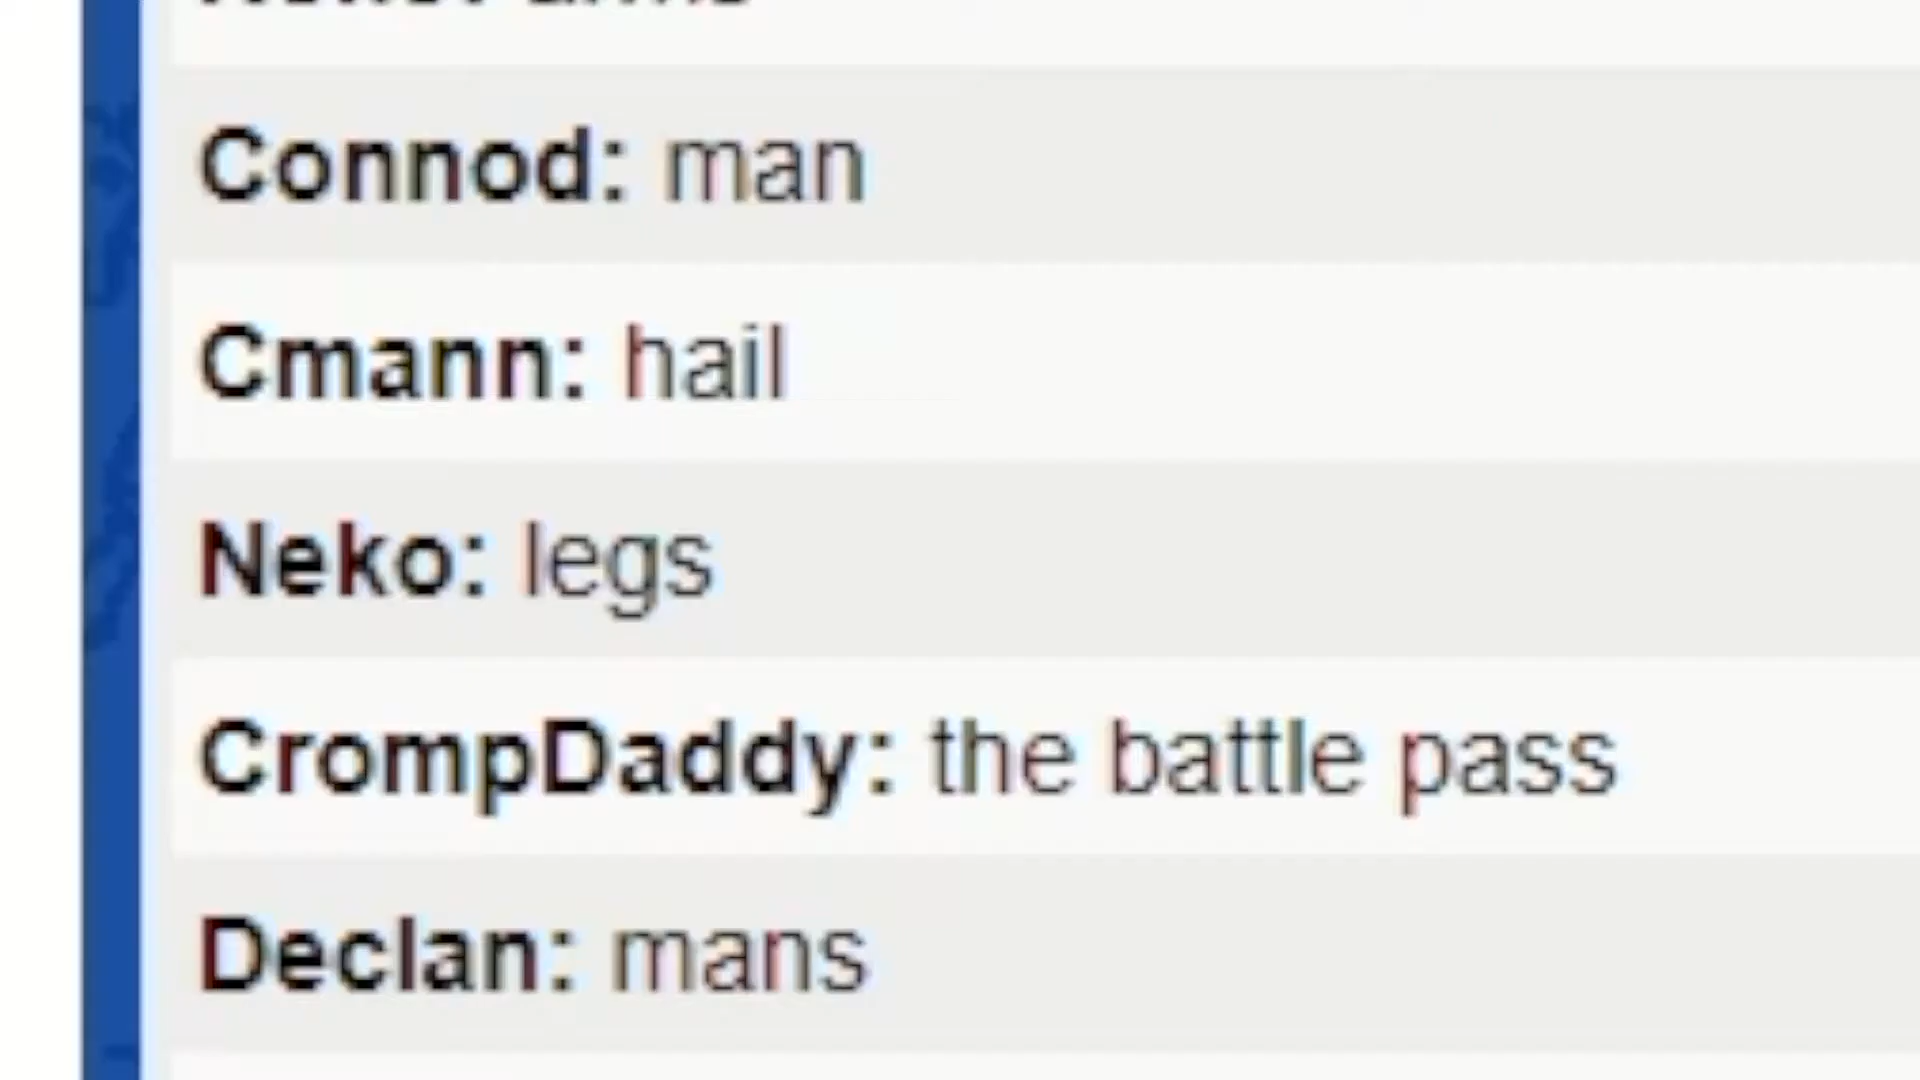 Connod: man
Cmann: hail
Neko: legs
CrompDaddy: the battle pass
Declan: mans